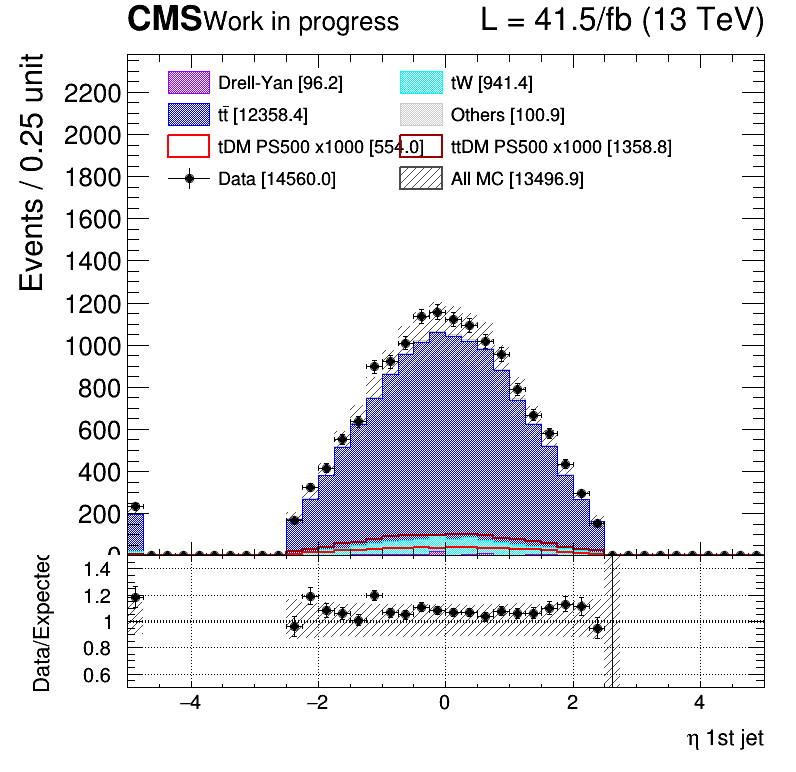 CMS Work in progress L = 41.5/fb (13 TeV)
Events / 0.25 unit
2200
2000
1800
1600
1400
1200
1000
800
600
400
200
0
Drell-Yan [96.2] tW [941.4]
tt̄ [12358.4] Others [100.9]
tDM PS500 x1000 [554.0] ttDM PS500 x1000 [1358.8]
Data [14560.0] All MC [13496.9]
Data/Expected
1.4
1.2
1
0.8
0.6
−4 −2 0 2 4
η 1st jet